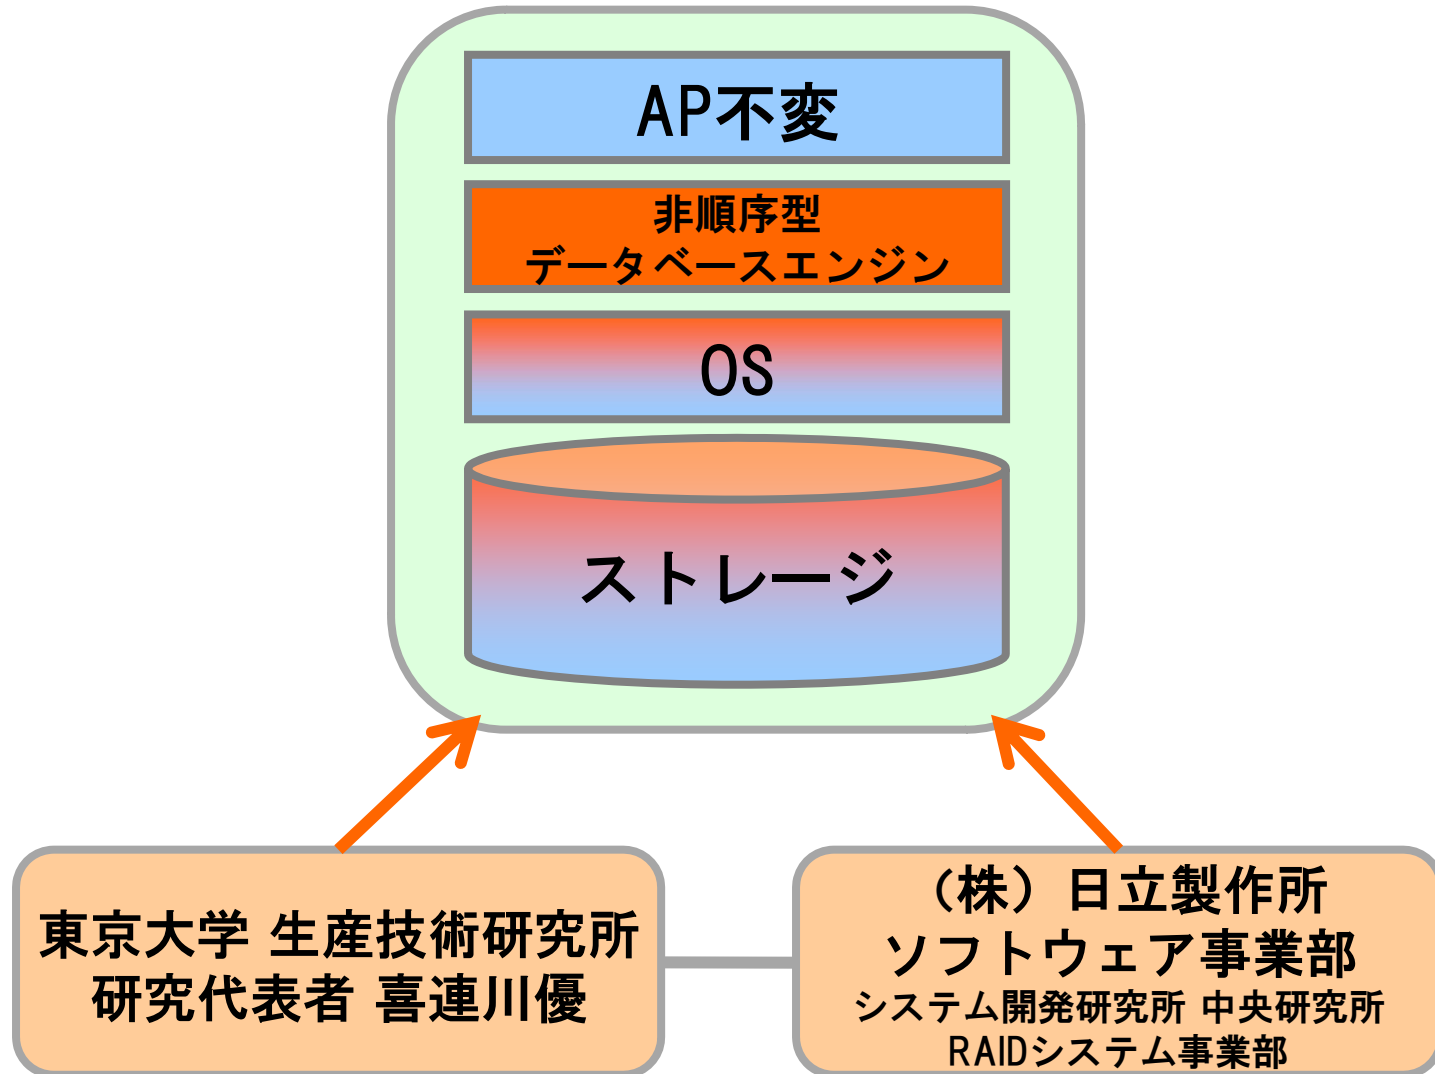 AP不変
非順序型
データベースエンジン
OS
ストレージ
東京大学 生産技術研究所
研究代表者 喜連川優
（株）日立製作所
ソフトウェア事業部
システム開発研究所 中央研究所
RAIDシステム事業部